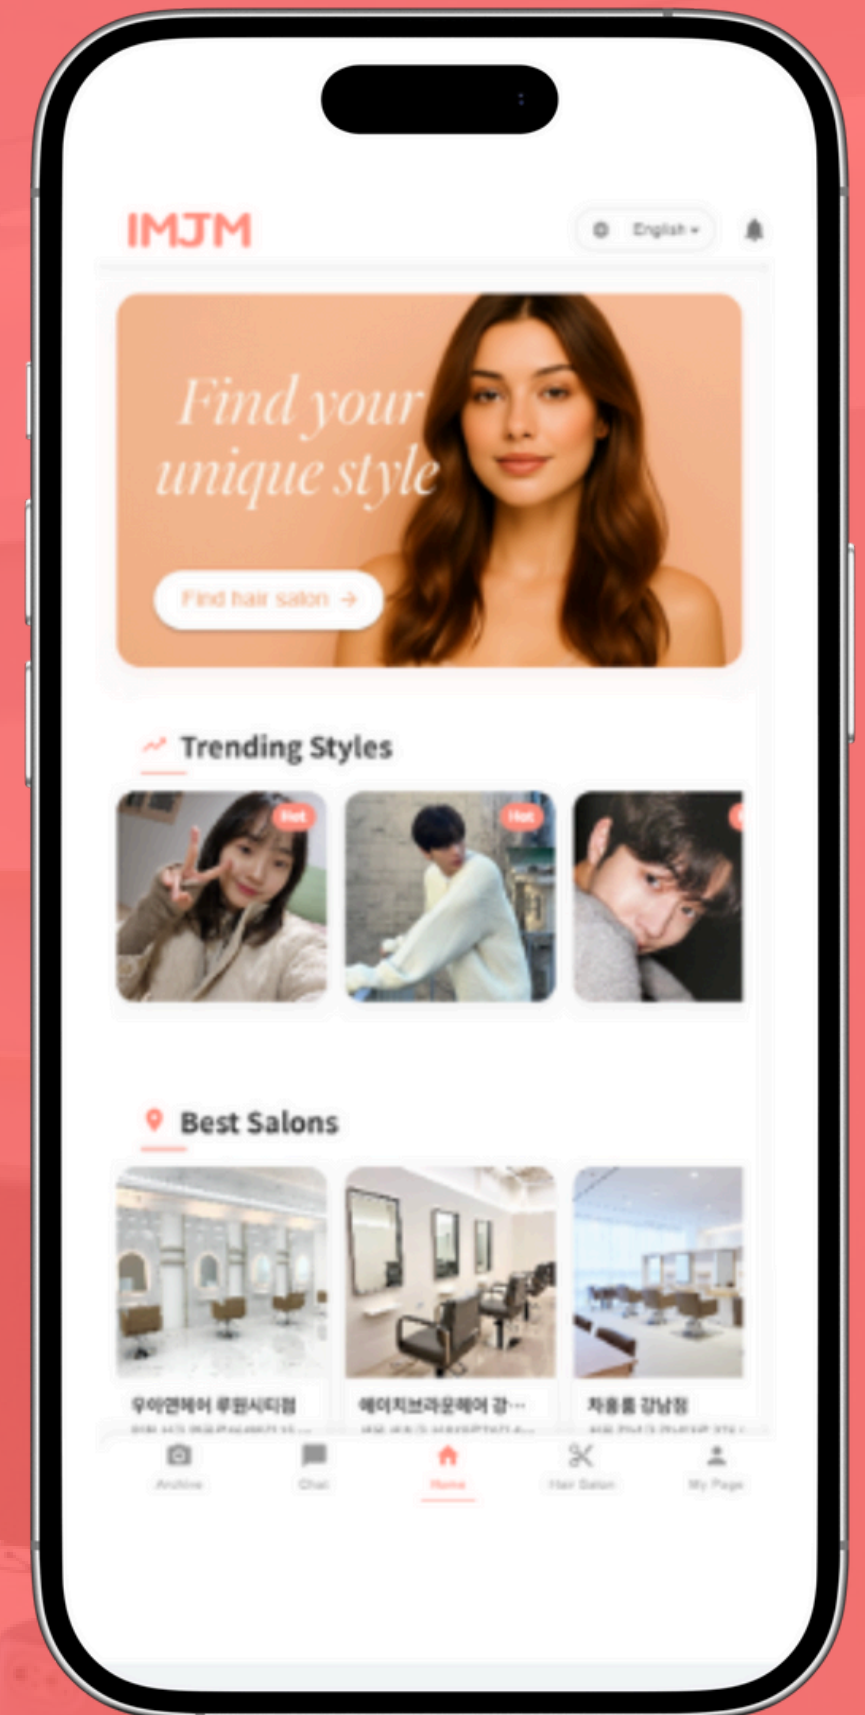 IMJM
English
Find your
unique style
Find hair salon →
Trending Styles
Hot
Hot
Best Salons
우아연헤어 루원시티점
에이치브라운헤어 강…
차홍룸 강남점
Archive
Chat
Home
Hair Salon
My Page